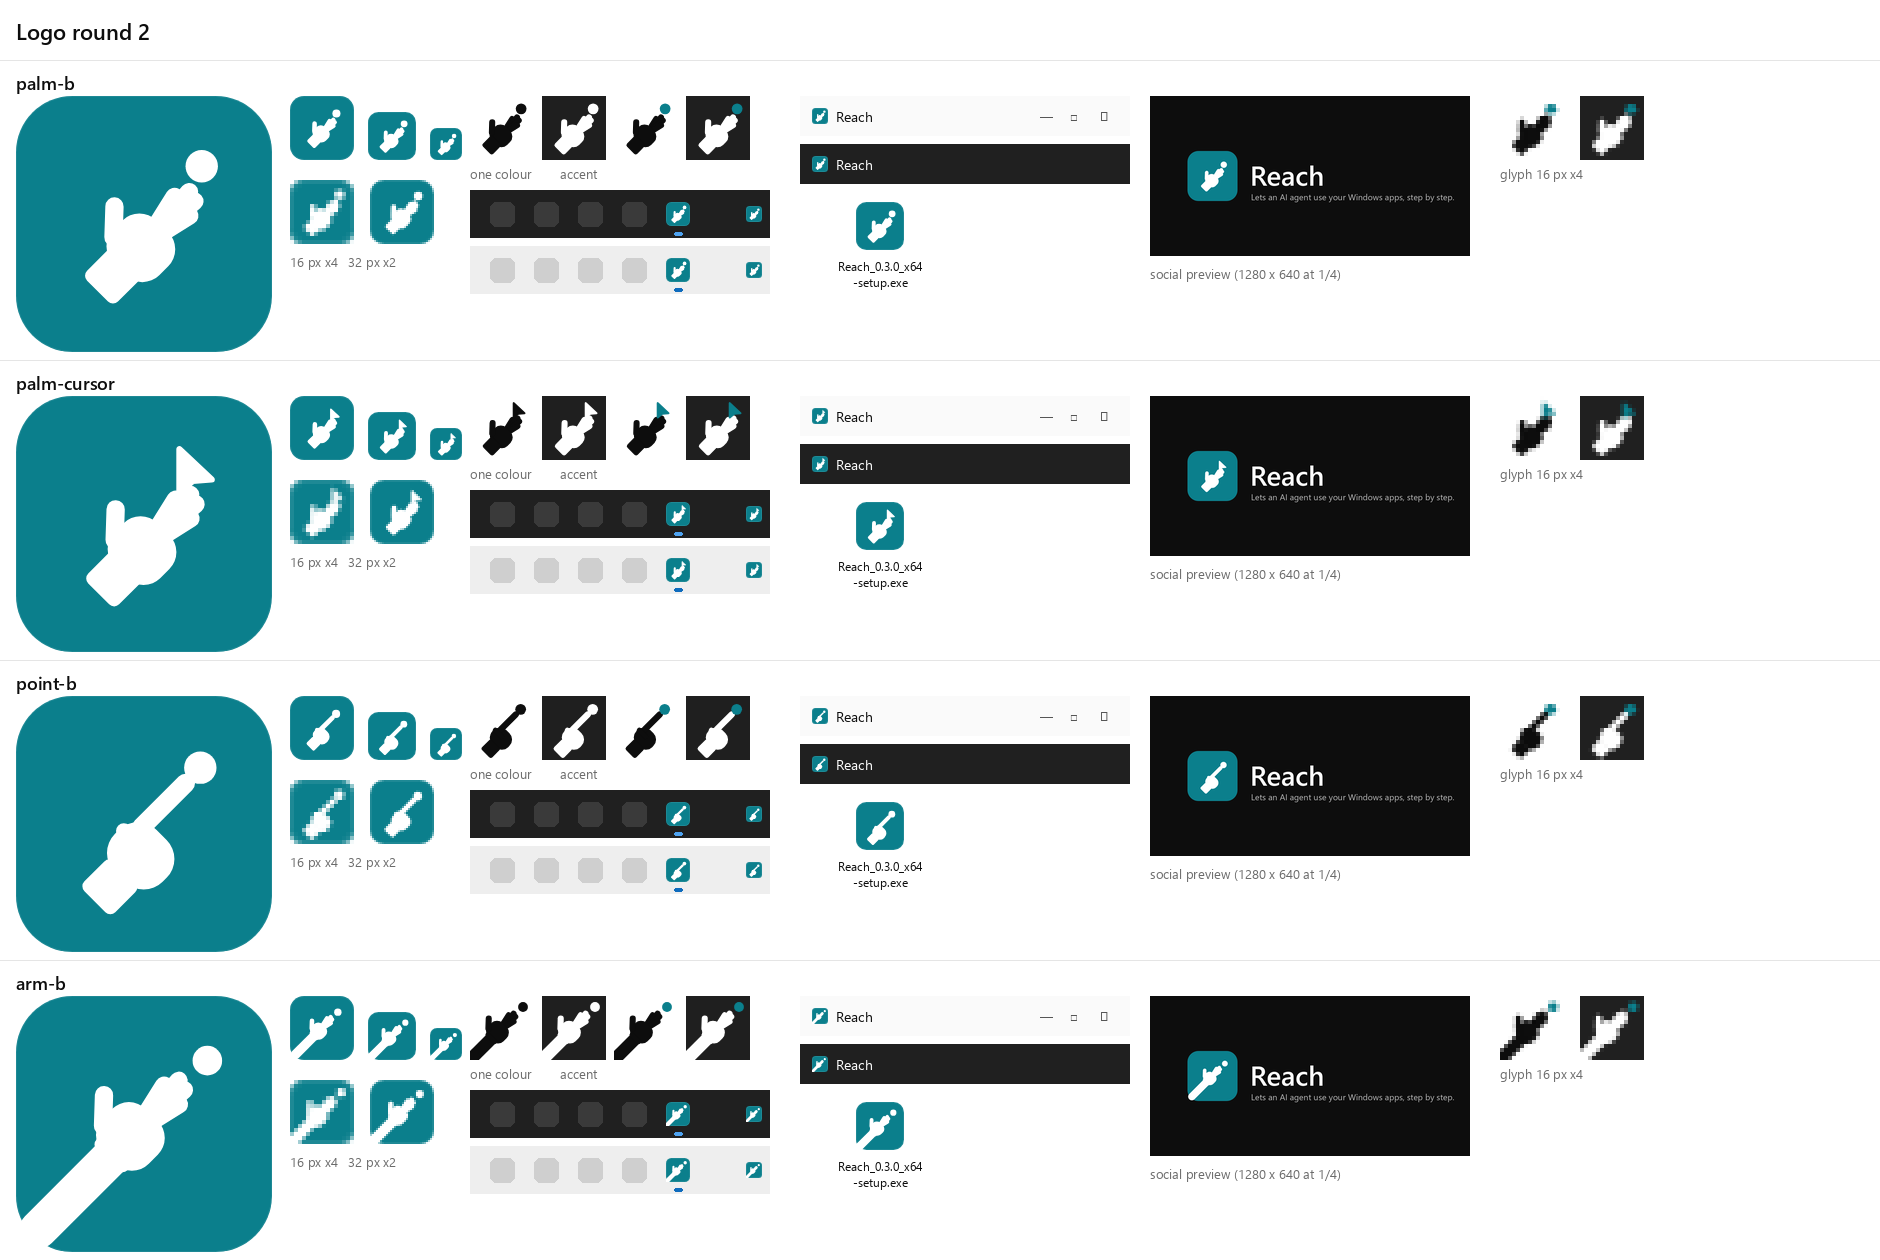 Logo round 2
palm-b
16 px x4 32 px x2
one colour accent
Reach
Reach
Reach_0.3.0_x64
-setup.exe
Reach
Lets an AI agent use your Windows apps, step by step.
social preview (1280 x 640 at 1/4)
glyph 16 px x4
palm-cursor
16 px x4 32 px x2
one colour accent
Reach
Reach
Reach_0.3.0_x64
-setup.exe
Reach
Lets an AI agent use your Windows apps, step by step.
social preview (1280 x 640 at 1/4)
glyph 16 px x4
point-b
16 px x4 32 px x2
one colour accent
Reach
Reach
Reach_0.3.0_x64
-setup.exe
Reach
Lets an AI agent use your Windows apps, step by step.
social preview (1280 x 640 at 1/4)
glyph 16 px x4
arm-b
16 px x4 32 px x2
one colour accent
Reach
Reach
Reach_0.3.0_x64
-setup.exe
Reach
Lets an AI agent use your Windows apps, step by step.
social preview (1280 x 640 at 1/4)
glyph 16 px x4